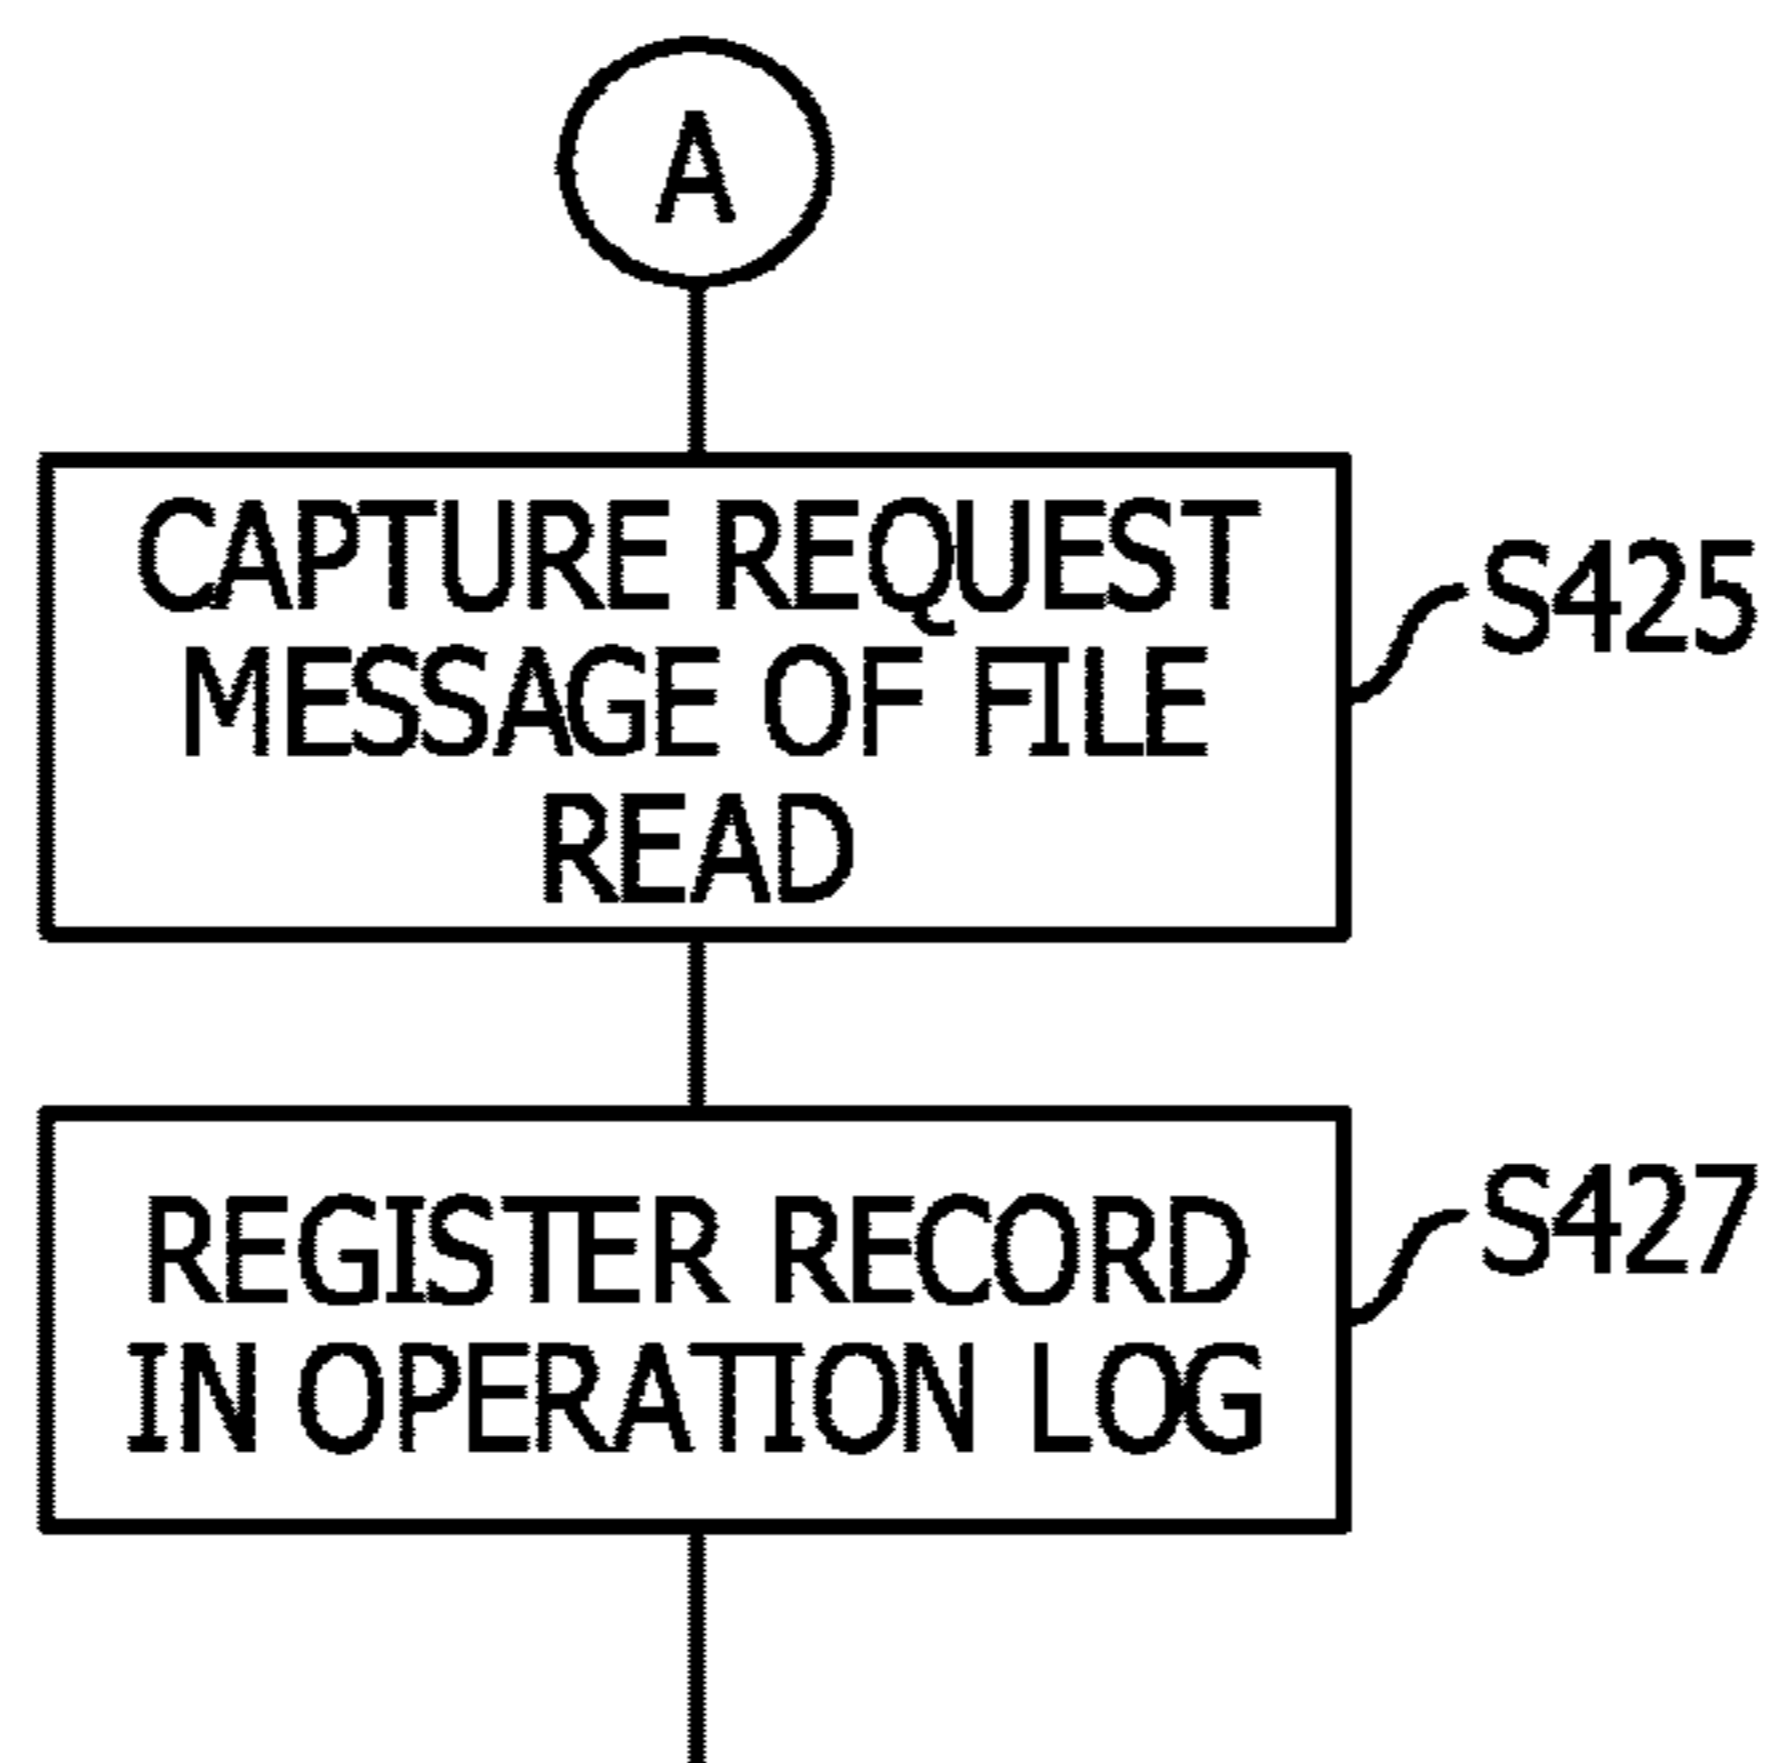 A
CAPTURE REQUEST
MESSAGE OF FILE
READ
S425
REGISTER RECORD
IN OPERATION LOG
S427